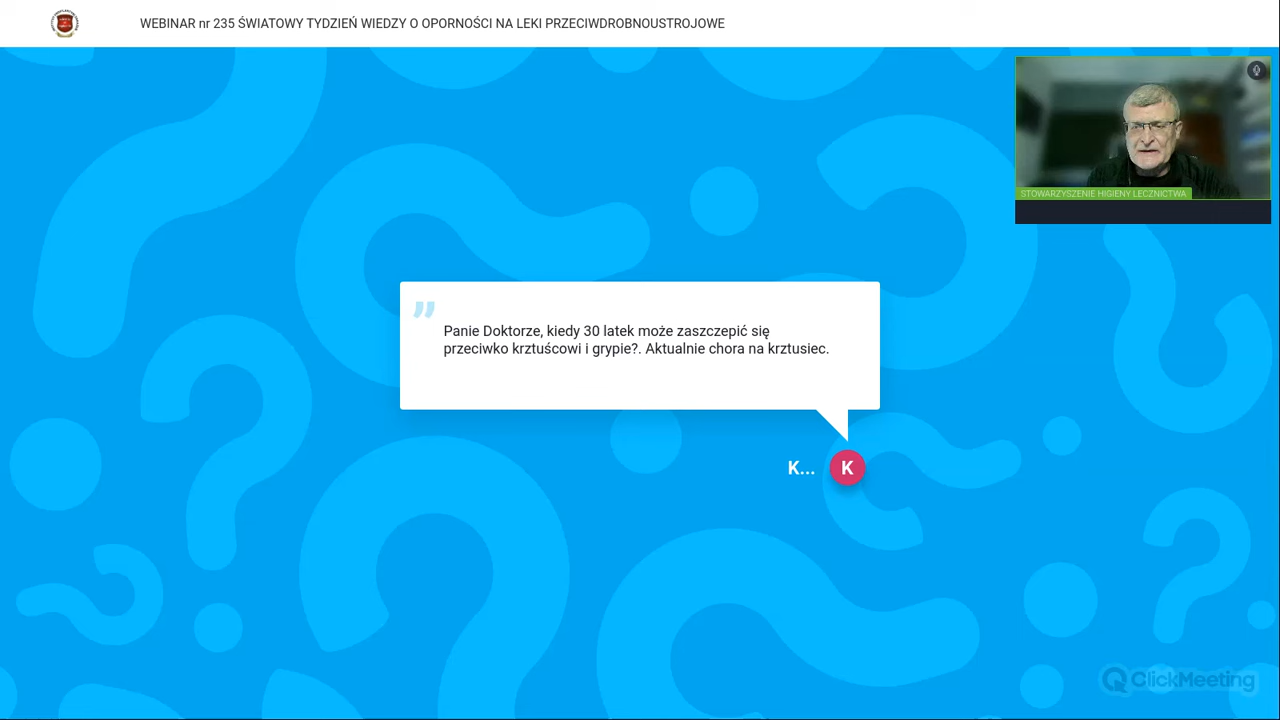 WEBINAR nr 235 ŚWIATOWY TYDZIEŃ WIEDZY O OPORNOŚCI NA LEKI PRZECIWDROBNOUSTROJOWE
STOWARZYSZENIE HIGIENY LECZNICTWA
”
Panie Doktorze, kiedy 30 latek może zaszczepić się
przeciwko krztuścowi i grypie?. Aktualnie chora na krztusiec.
K... K
ClickMeeting